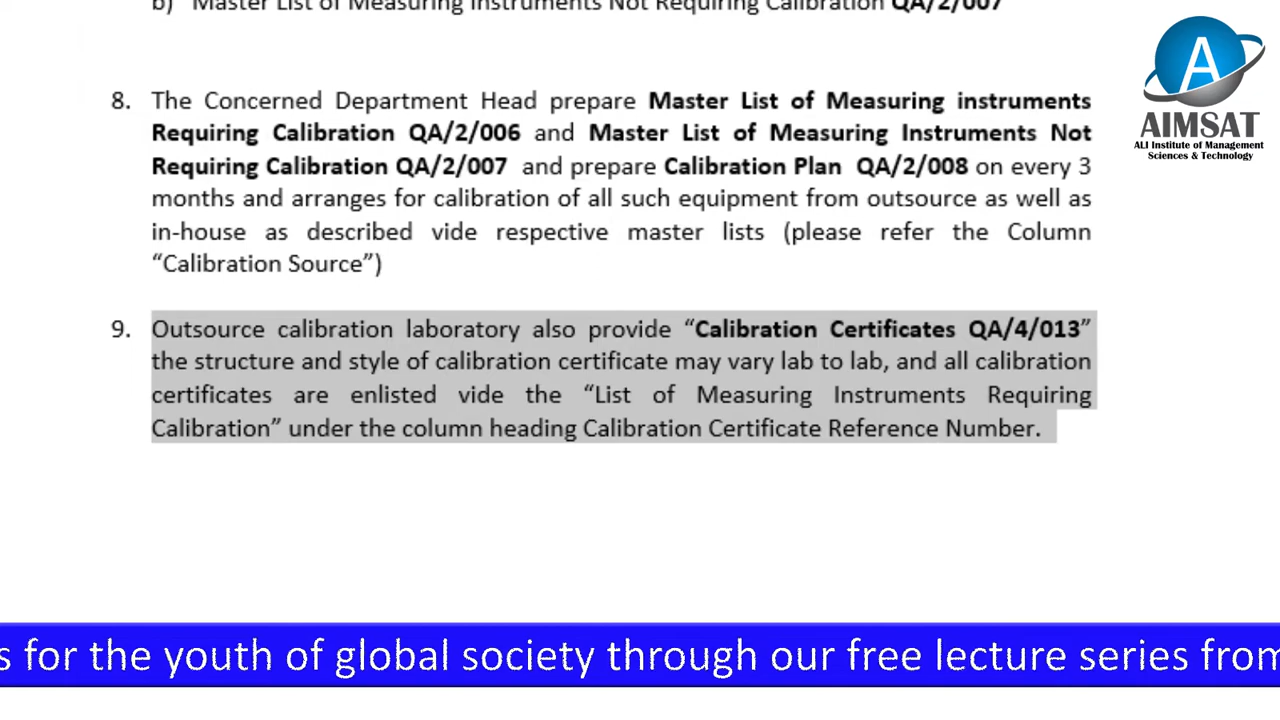 b) Master List of Measuring Instruments Not Requiring Calibration QA/2/007
8. The Concerned Department Head prepare Master List of Measuring instruments
Requiring Calibration QA/2/006 and Master List of Measuring Instruments Not
Requiring Calibration QA/2/007 and prepare Calibration Plan QA/2/008 on every 3
months and arranges for calibration of all such equipment from outsource as well as
in-house as described vide respective master lists (please refer the Column
“Calibration Source”)
9. Outsource calibration laboratory also provide “Calibration Certificates QA/4/013”
the structure and style of calibration certificate may vary lab to lab, and all calibration
certificates are enlisted vide the “List of Measuring Instruments Requiring
Calibration” under the column heading Calibration Certificate Reference Number.
A
AIMSAT
ALI Institute of Management
Sciences & Technology
s for the youth of global society through our free lecture series from